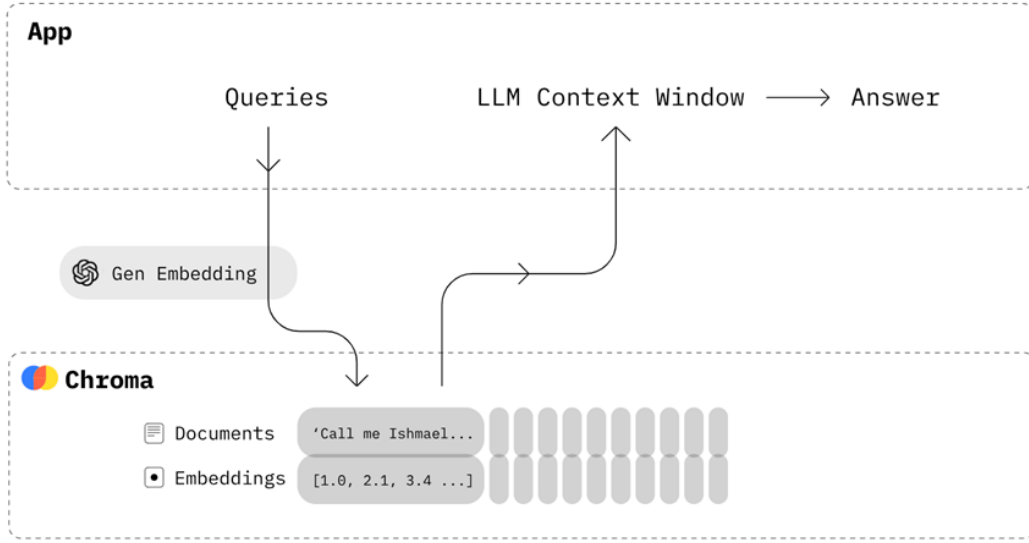 App
Queries
LLM Context Window
Answer
Gen Embedding
Chroma
Documents
‘Call me Ishmael...
Embeddings
[1.0, 2.1, 3.4 ...]